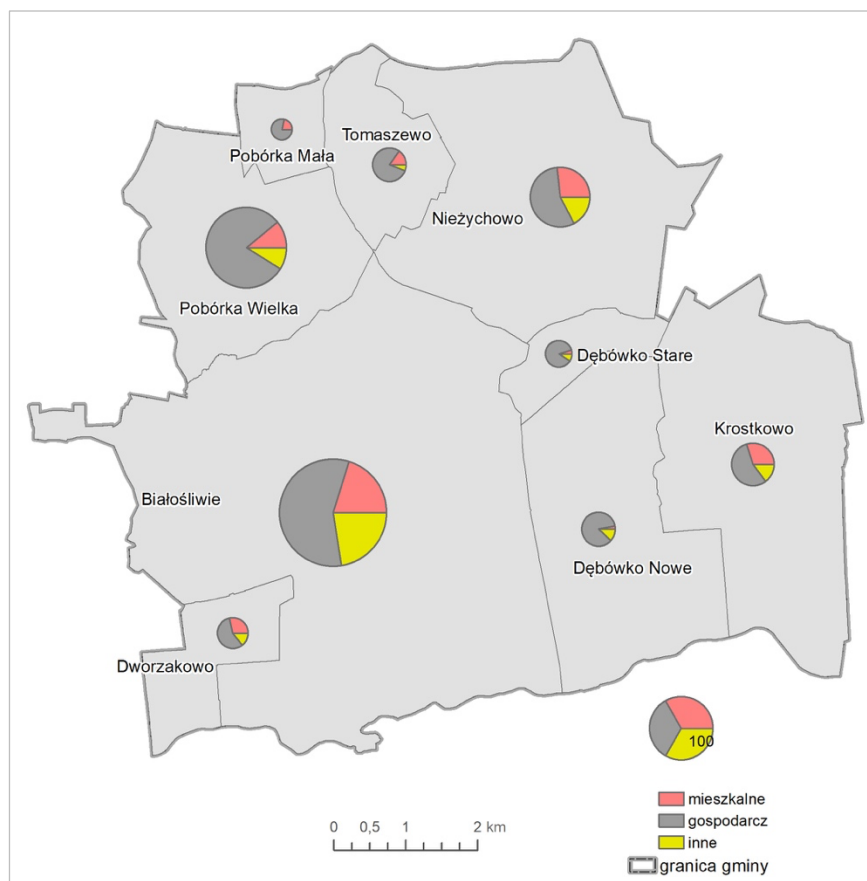 Tomaszewo
Pobórka Mała
Nieżychowo
Pobórka Wielka
Dębówko Stare
Krostkowo
Białośliwie
Dębówko Nowe
Dworzakowo
100
mieszkalne
gospodarcz
inne
granica gminy
0 0,5 1 2 km